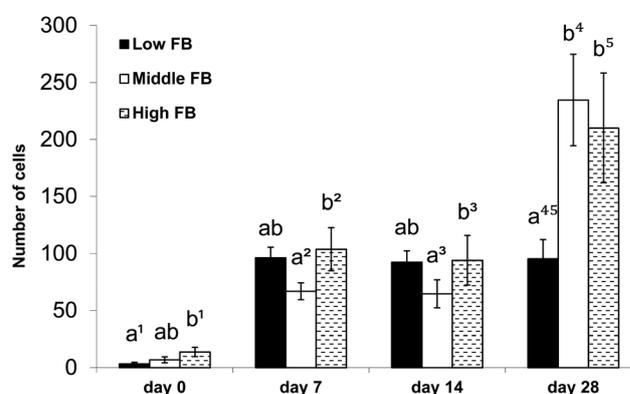 300
250
200
150
100
50
0
Number of cells
Low FB
Middle FB
High FB
a¹ ab b¹
ab a² b²
ab a³ b³
a⁴⁵ b⁴ b⁵
day 0 day 7 day 14 day 28